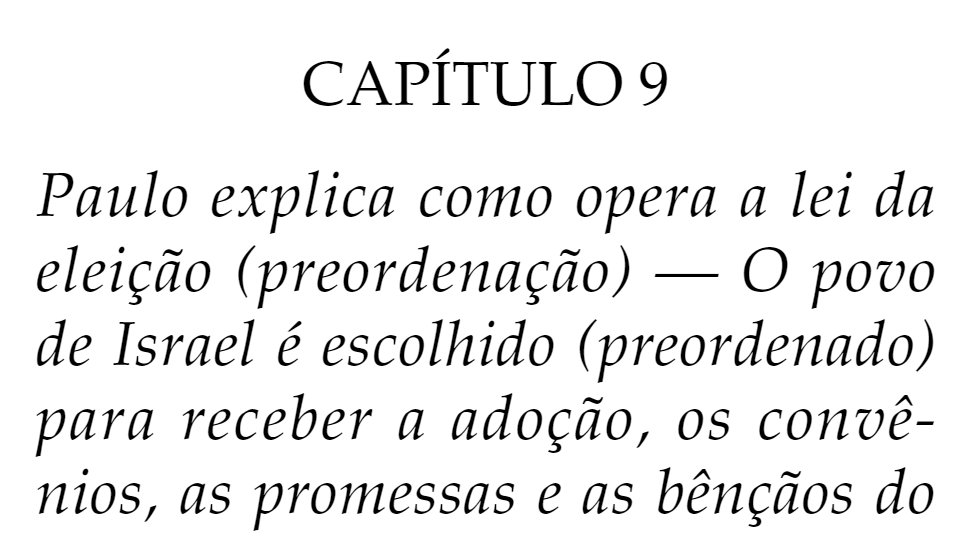 CAPÍTULO 9
Paulo explica como opera a lei da
eleição (preordenação) — O povo
de Israel é escolhido (preordenado)
para receber a adoção, os convê-
nios, as promessas e as bênçãos do